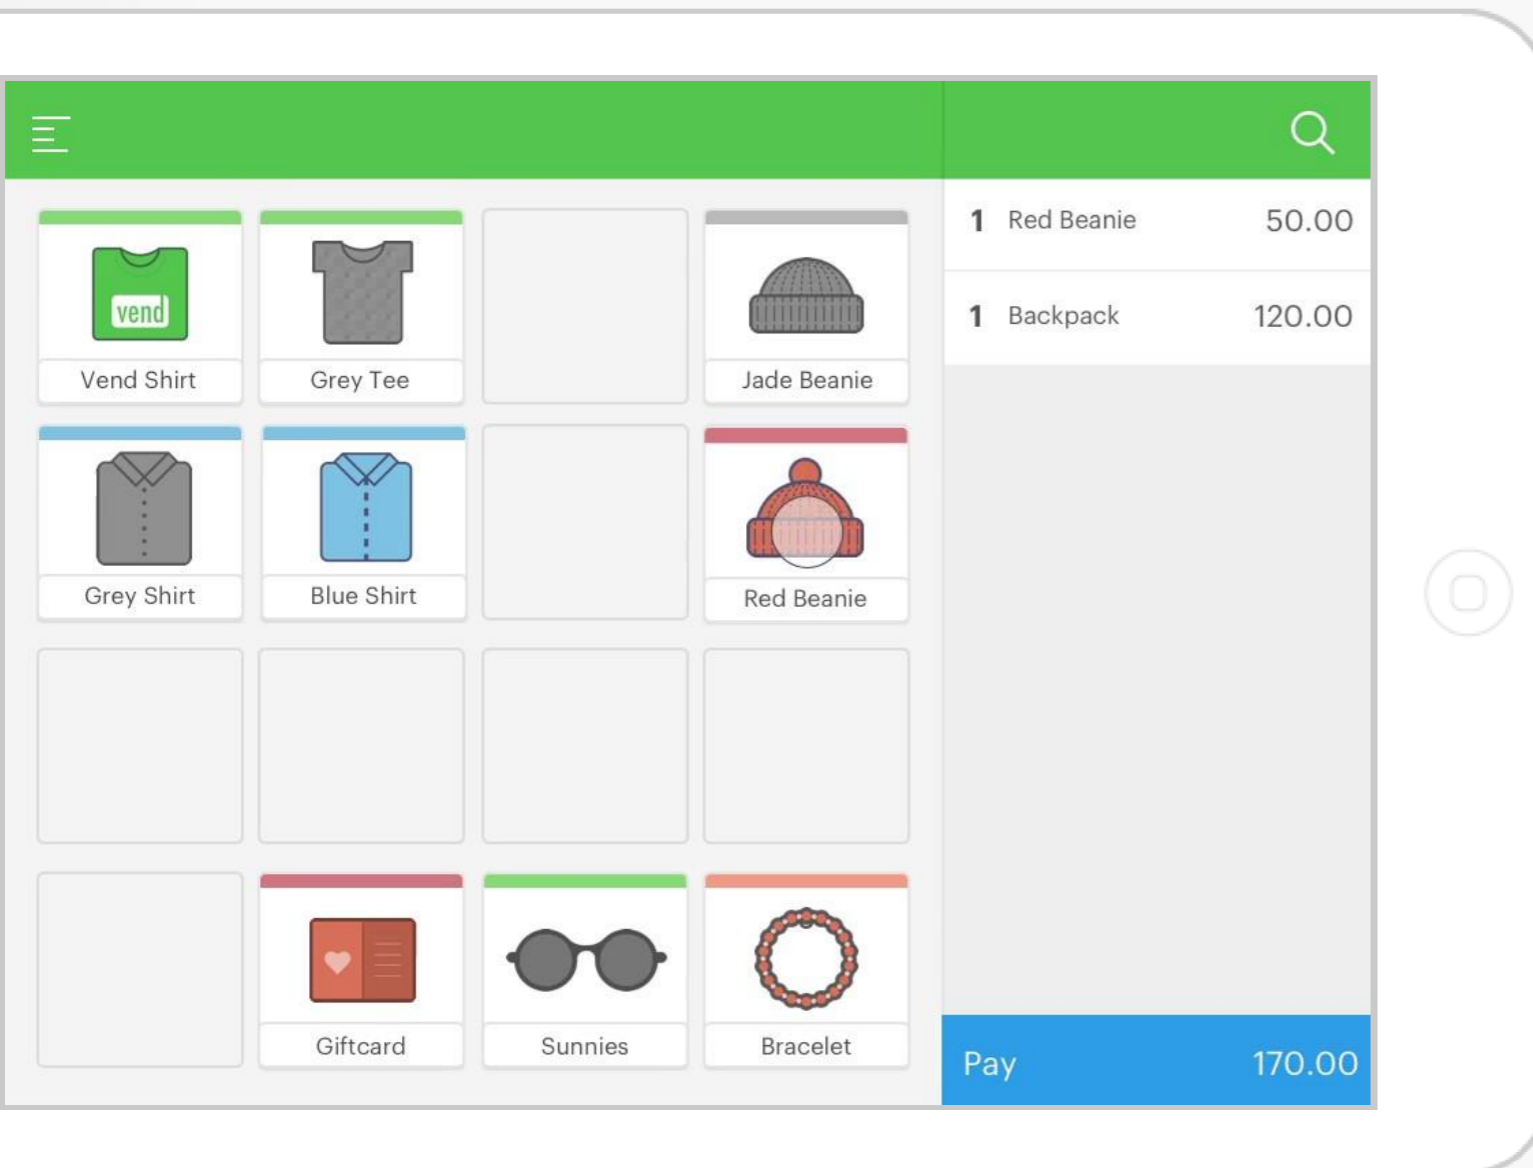 vend
Vend Shirt
Grey Tee
Jade Beanie
Grey Shirt
Blue Shirt
Red Beanie
Giftcard
Sunnies
Bracelet
1 Red Beanie 50.00
1 Backpack 120.00
Pay 170.00